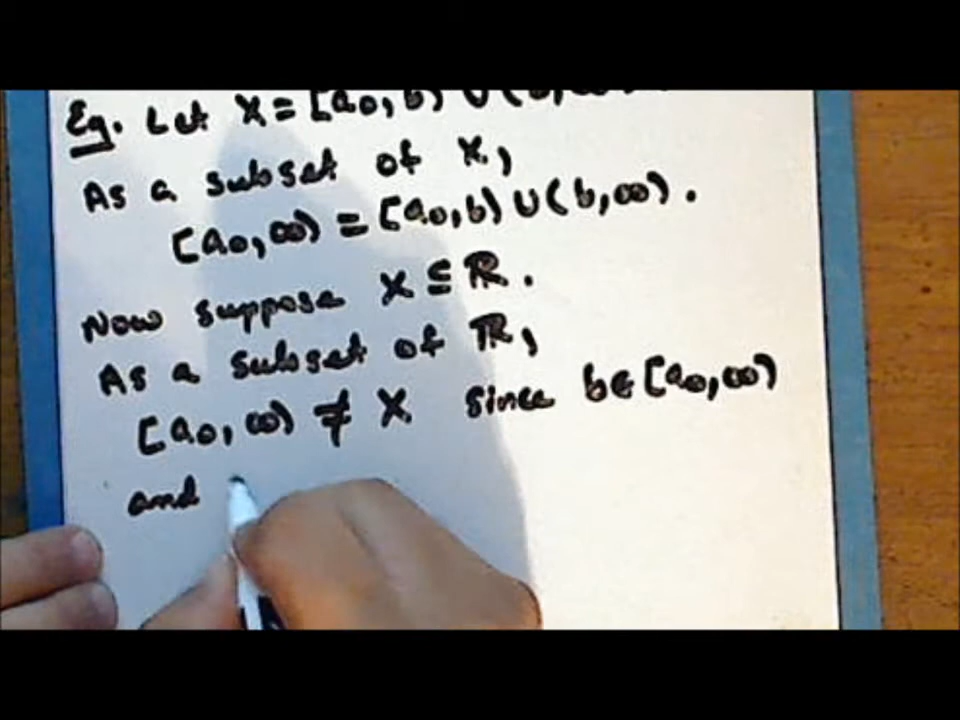 Eg. Let X = [a₀, b) ∪ (b, ∞).
As a subset of X,
[a₀, ∞) = [a₀, b) ∪ (b, ∞).
Now suppose X ⊆ ℝ.
As a subset of ℝ,
[a₀, ∞) ≠ X since b ∈ [a₀, ∞)
and